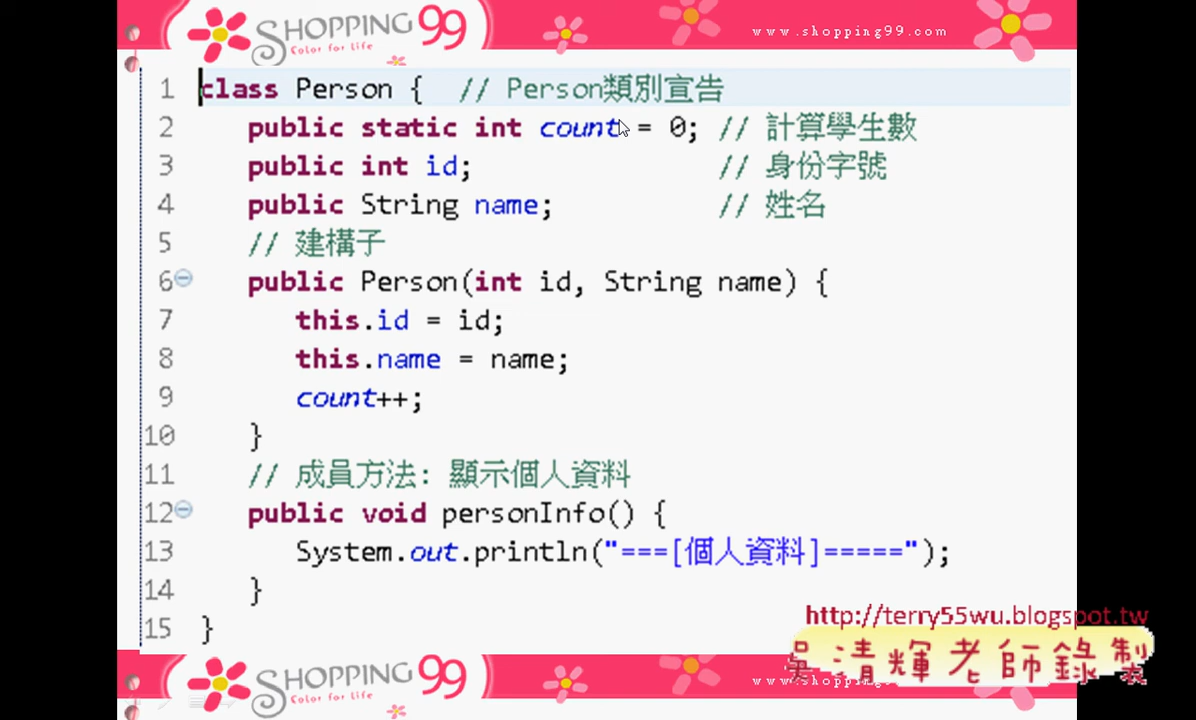 SHOPPING 99
Color for Life
www.shopping99.com
1 class Person {  // Person類別宣告
2 public static int count = 0; // 計算學生數
3 public int id; // 身份字號
4 public String name; // 姓名
5 // 建構子
6 public Person(int id, String name) {
7 this.id = id;
8 this.name = name;
9 count++;
10 }
11 // 成員方法: 顯示個人資料
12 public void personInfo() {
13 System.out.println("===[個人資料]=====");
14 }
15 }
http://terry55wu.blogspot.tw
吳清輝老師錄製
SHOPPING 99
Color for Life